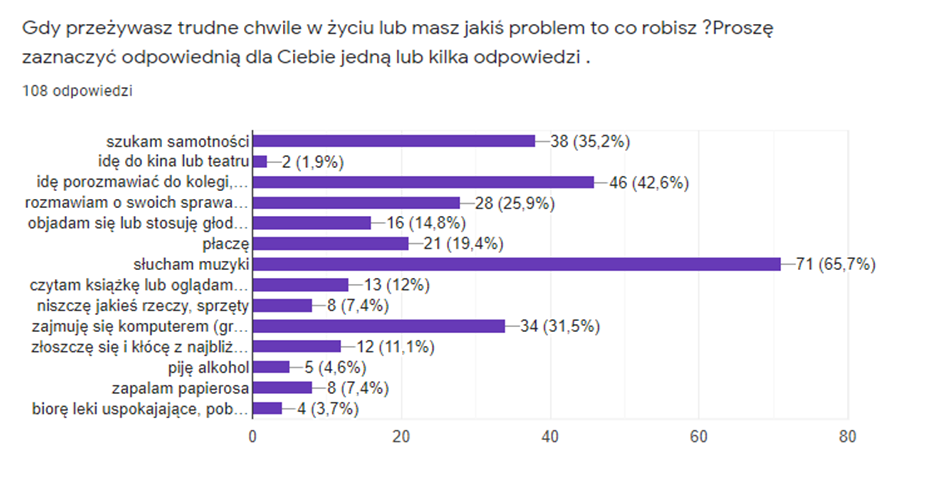 Gdy przeżywasz trudne chwile w życiu lub masz jakiś problem to co robisz ?Proszę
zaznaczyć odpowiednią dla Ciebie jedną lub kilka odpowiedzi .
108 odpowiedzi
szukam samotności 38 (35,2%)
idę do kina lub teatru 2 (1,9%)
idę porozmawiać do kolegi,... 46 (42,6%)
rozmawiam o swoich sprawa... 28 (25,9%)
objadam się lub stosuję głod... 16 (14,8%)
płaczę 21 (19,4%)
słucham muzyki 71 (65,7%)
czytam książkę lub oglądam... 13 (12%)
niszczę jakieś rzeczy, sprzęty 8 (7,4%)
zajmuję się komputerem (gr... 34 (31,5%)
złoszczę się i kłócę z najbliż... 12 (11,1%)
piję alkohol 5 (4,6%)
zapalam papierosa 8 (7,4%)
biorę leki uspokajające, pob... 4 (3,7%)
0 20 40 60 80